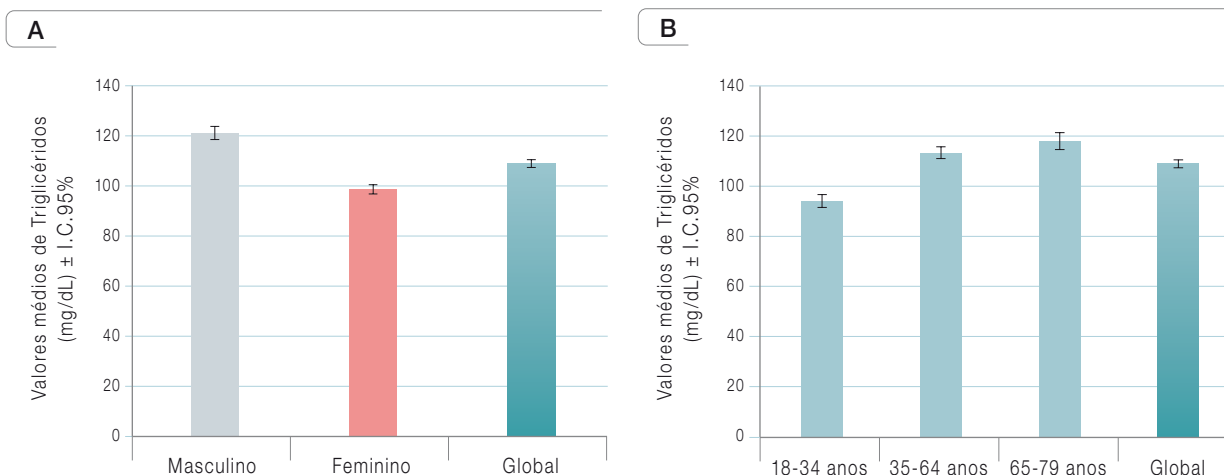 A
Valores médios de Triglicéridos
(mg/dL) ± I.C.95%
140
120
100
80
60
40
20
0
Masculino
Feminino
Global
B
Valores médios de Triglicéridos
(mg/dL) ± I.C.95%
140
120
100
80
60
40
20
0
18-34 anos
35-64 anos
65-79 anos
Global